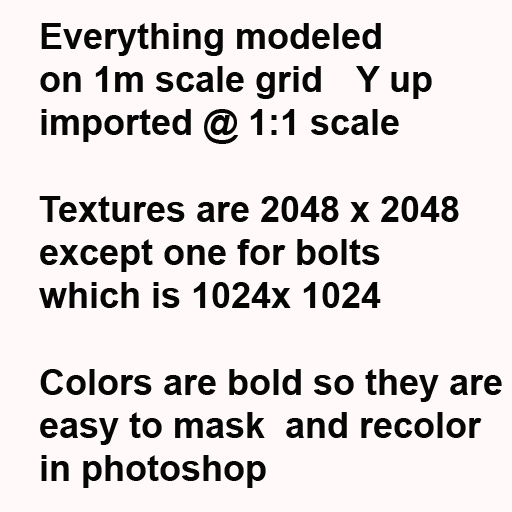 Everything modeled
on 1m scale grid   Y up
imported @ 1:1 scale
Textures are 2048 x 2048
except one for bolts
which is 1024x 1024
Colors are bold so they are
easy to mask  and recolor
in photoshop